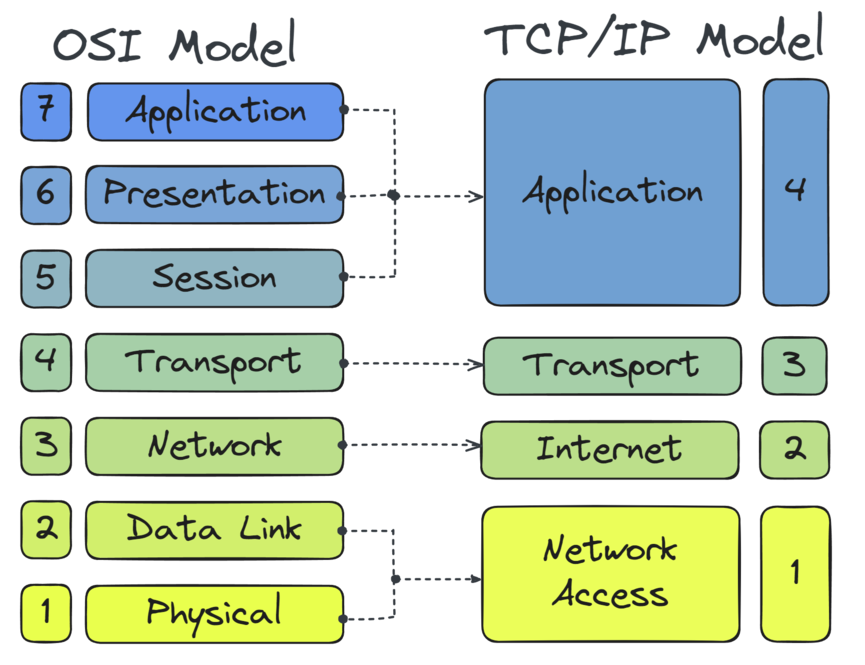 OSI Model
TCP/IP Model
7 Application
6 Presentation
5 Session
4 Transport
3 Network
2 Data Link
1 Physical
Application 4
Transport 3
Internet 2
Network
Access
1